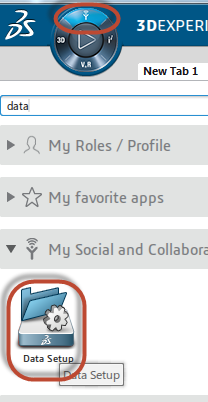 3DEXPERI
3D
V,R
New Tab 1
data
My Roles / Profile
My favorite apps
My Social and Collabora
Data Setup
Data Setup